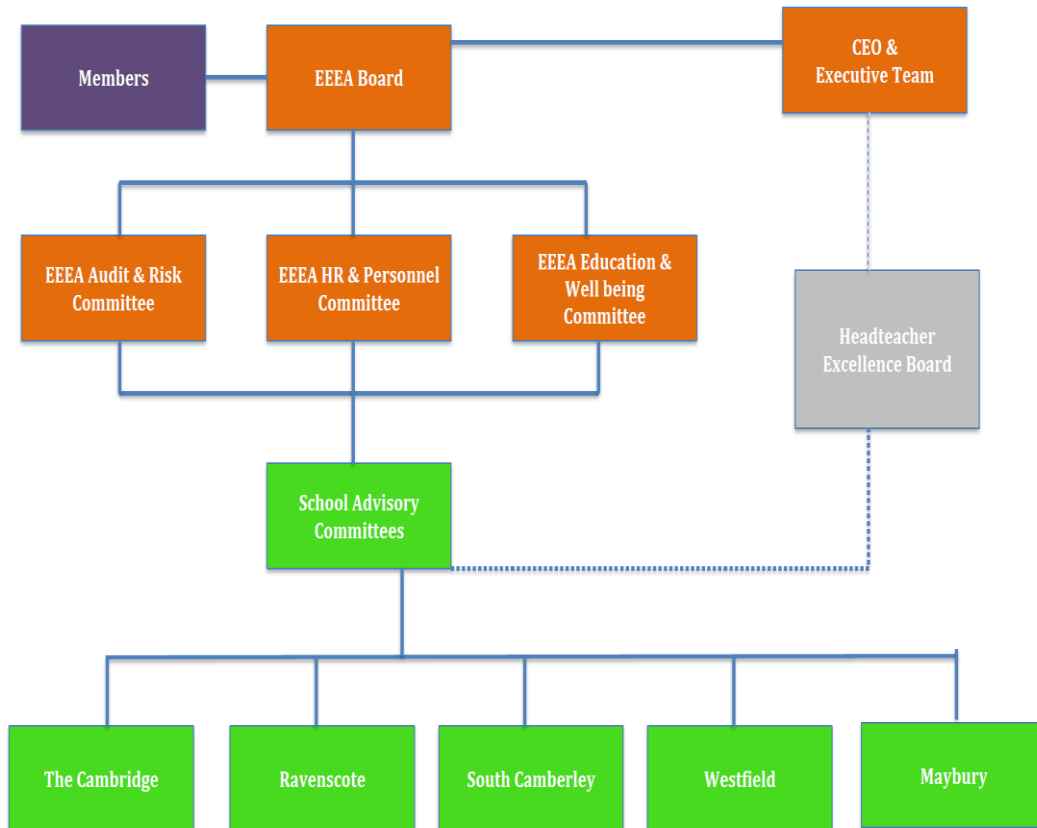 Members
EEEA Board
CEO &
Executive Team
EEEA Audit & Risk
Committee
EEEA HR & Personnel
Committee
EEEA Education &
Well being
Committee
Headteacher
Excellence Board
School Advisory
Committees
The Cambridge
Ravenscote
South Camberley
Westfield
Maybury